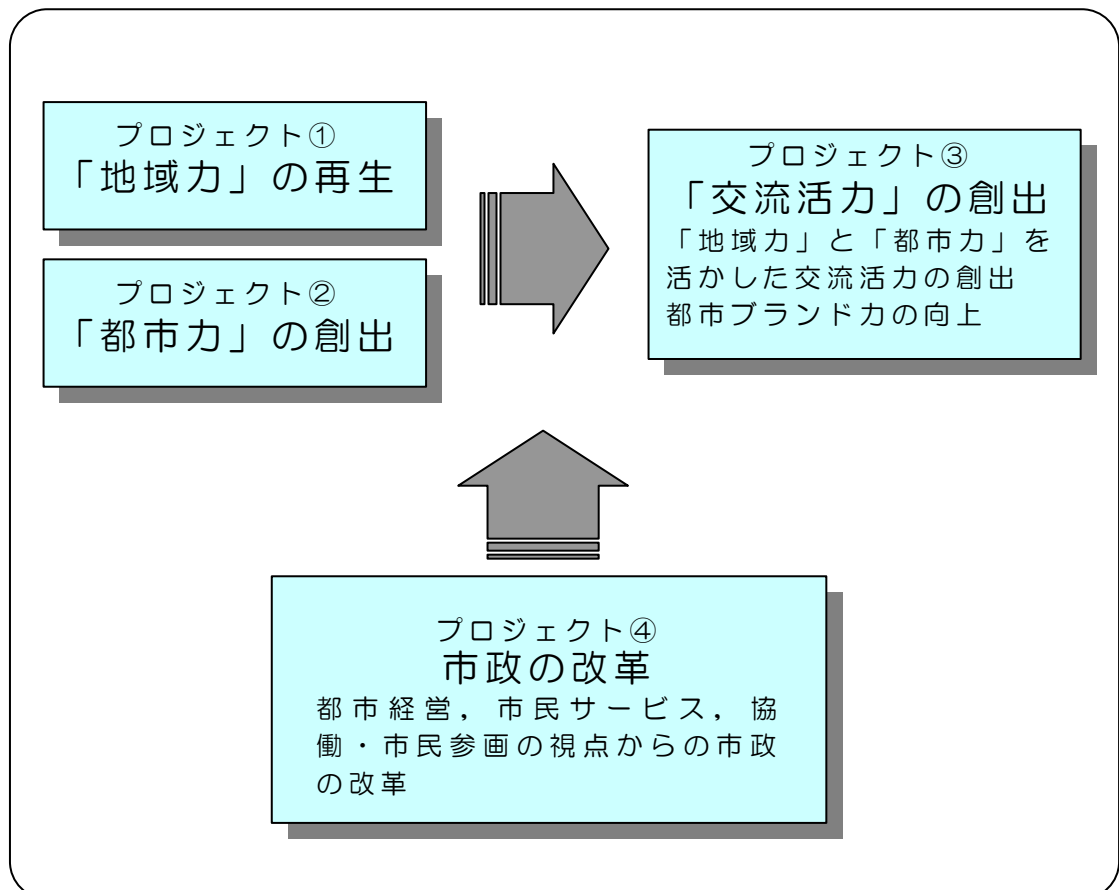 プロジェクト①
「地域力」の再生
プロジェクト②
「都市力」の創出
プロジェクト③
「交流活力」の創出
「地域力」と「都市力」を
活かした交流活力の創出
都市ブランド力の向上
プロジェクト④
市政の改革
都市経営，市民サービス，協
働・市民参画の視点からの市政
の改革